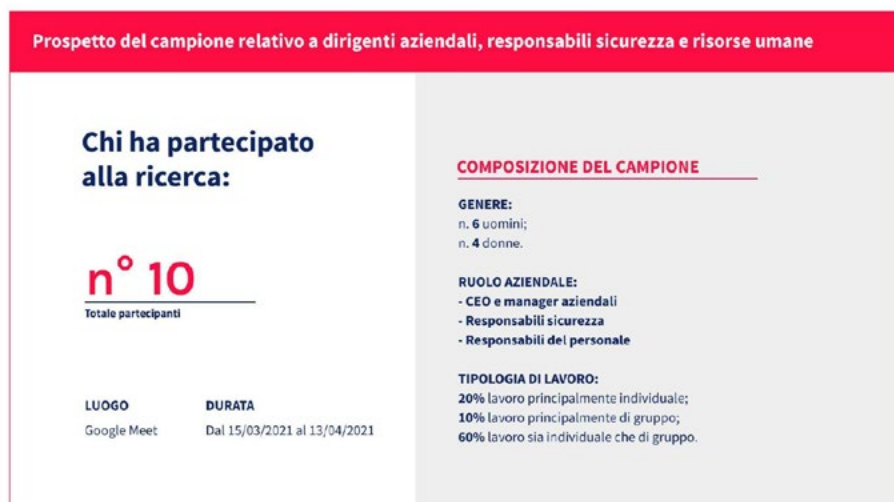 Prospetto del campione relativo a dirigenti aziendali, responsabili sicurezza e risorse umane
Chi ha partecipato
alla ricerca:
n° 10
Totale partecipanti
LUOGO
Google Meet
DURATA
Dal 15/03/2021 al 13/04/2021
COMPOSIZIONE DEL CAMPIONE
GENERE:
n. 6 uomini;
n. 4 donne.
RUOLO AZIENDALE:
- CEO e manager aziendali
- Responsabili sicurezza
- Responsabili del personale
TIPOLOGIA DI LAVORO:
20% lavoro principalmente individuale;
10% lavoro principalmente di gruppo;
60% lavoro sia individuale che di gruppo.